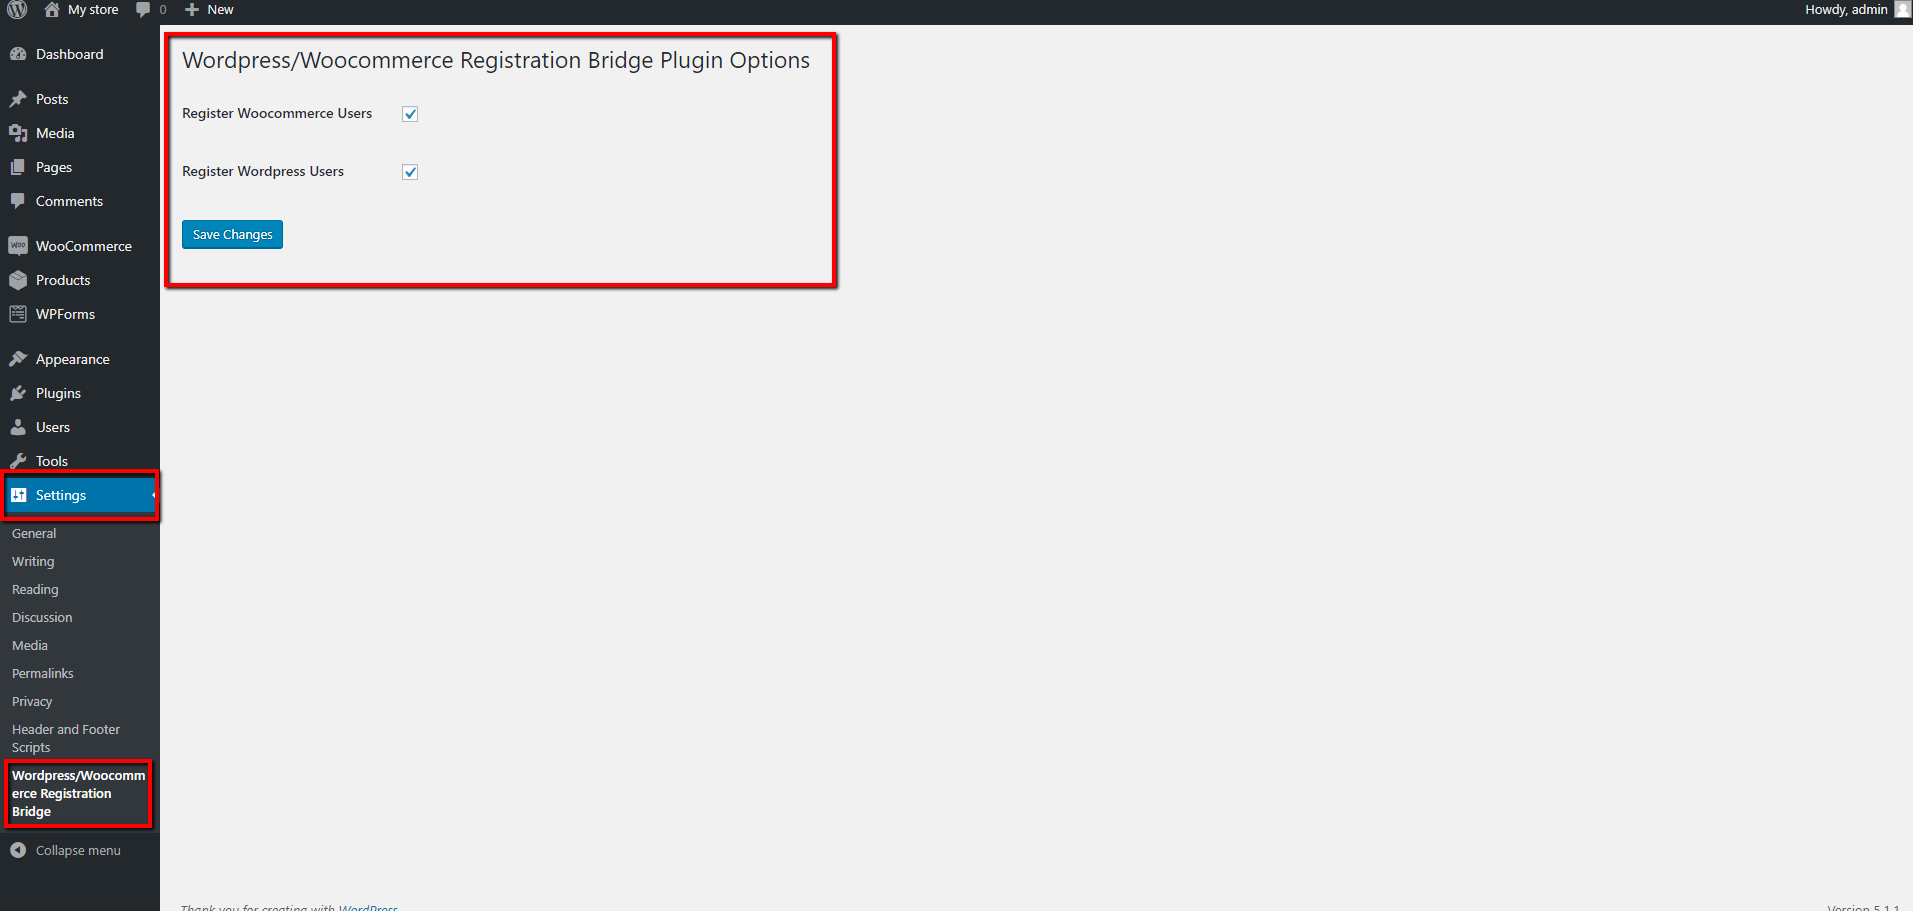 My store
0
New
Howdy, admin
Dashboard
Posts
Media
Pages
Comments
WOO
WooCommerce
Products
WPForms
Appearance
Plugins
Users
Tools
Settings
General
Writing
Reading
Discussion
Media
Permalinks
Privacy
Header and Footer
Scripts
Wordpress/Woocomm
erce Registration
Bridge
Collapse menu
Wordpress/Woocommerce Registration Bridge Plugin Options
Register Woocommerce Users
Register Wordpress Users
Save Changes
Thank you for creating with WordPress
Version 5.1.1